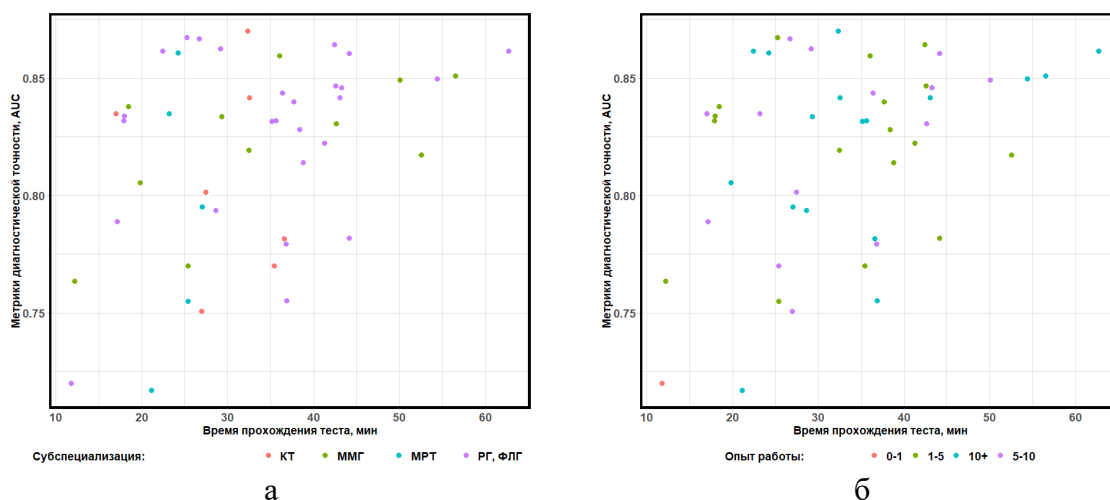 Метрики диагностической точности, AUC
0.85
0.80
0.75
10 20 30 40 50 60
Время прохождения теста, мин
Субспециализация: КТ ММГ МРТ РГ, ФЛГ
а
Метрики диагностической точности, AUC
0.85
0.80
0.75
10 20 30 40 50 60
Время прохождения теста, мин
Опыт работы: 0-1 1-5 10+ 5-10
б